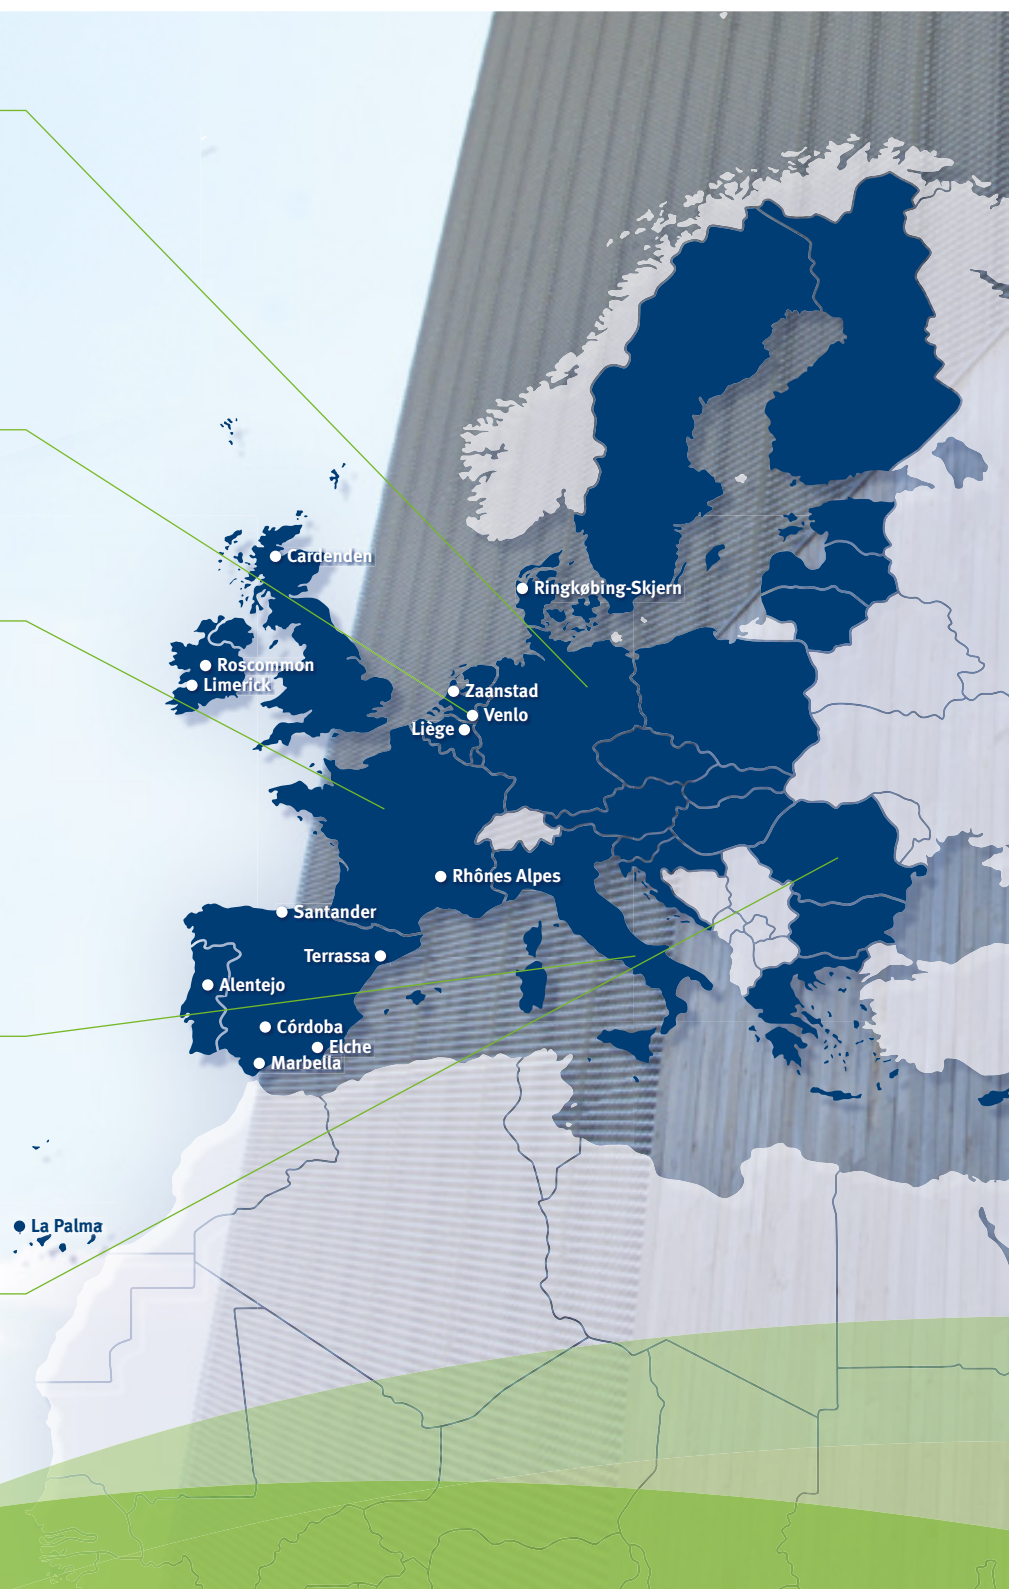 Cardenden
Ringkøbing-Skjern
Roscommon
Limerick
Zaanstad
Venlo
Liège
Rhônes Alpes
Santander
Terrassa
Alentejo
Córdoba
Elche
Marbella
La Palma